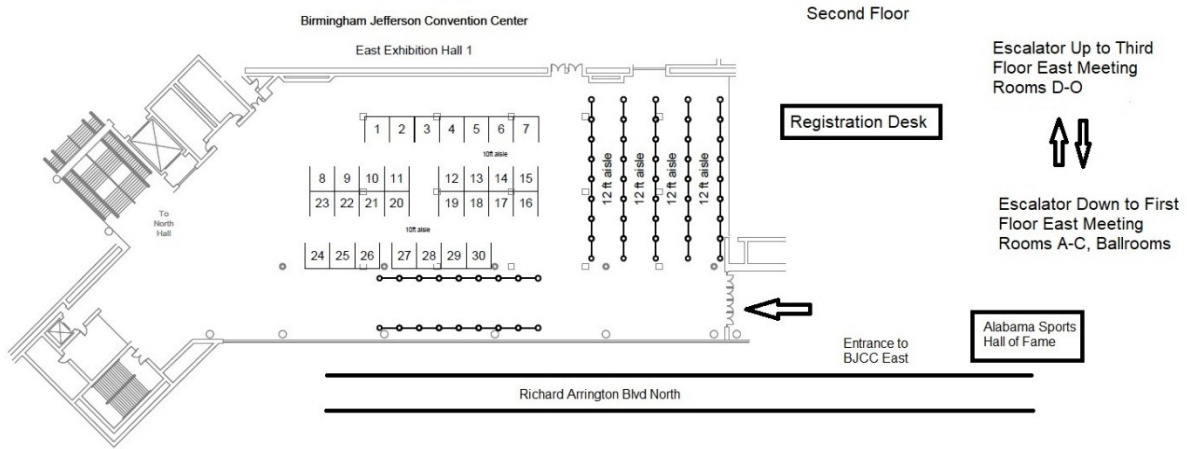 Birmingham Jefferson Convention Center
East Exhibition Hall 1
Second Floor
Escalator Up to Third
Floor East Meeting
Rooms D-O
Registration Desk
1 2 3 4 5 6 7
10ft aisle
8 9 10 11 12 13 14 15
23 22 21 20 19 18 17 16
12 ft aisle 12 ft aisle 12 ft aisle 12 ft aisle
To
North
Hall
10ft aisle
24 25 26 27 28 29 30
Escalator Down to First
Floor East Meeting
Rooms A-C, Ballrooms
Entrance to
BJCC East
Alabama Sports
Hall of Fame
Richard Arrington Blvd North